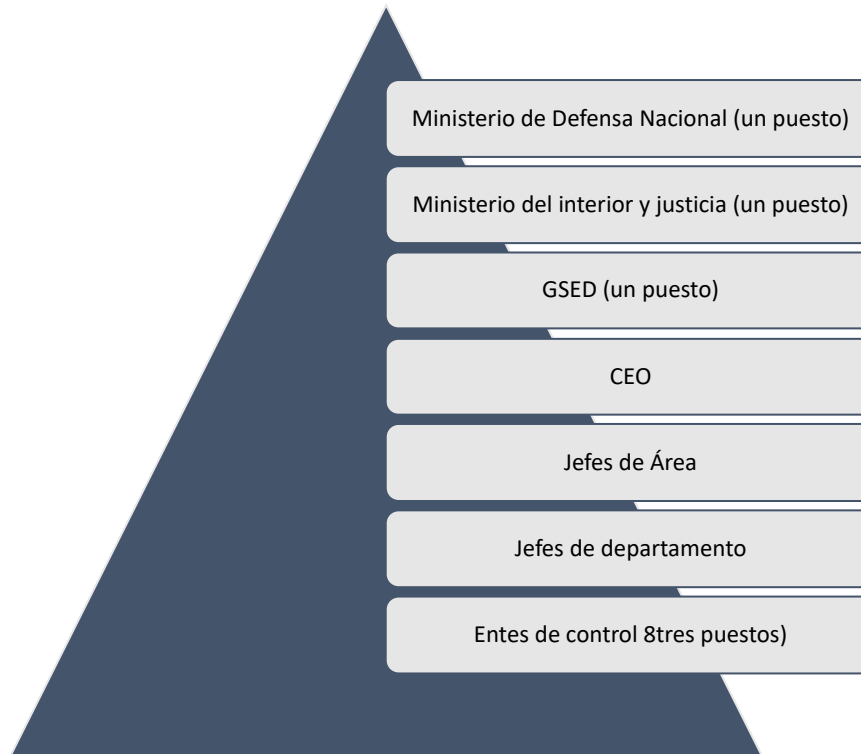 Ministerio de Defensa Nacional (un puesto)
Ministerio del interior y justicia (un puesto)
GSED (un puesto)
CEO
Jefes de Área
Jefes de departamento
Entes de control 8tres puestos)